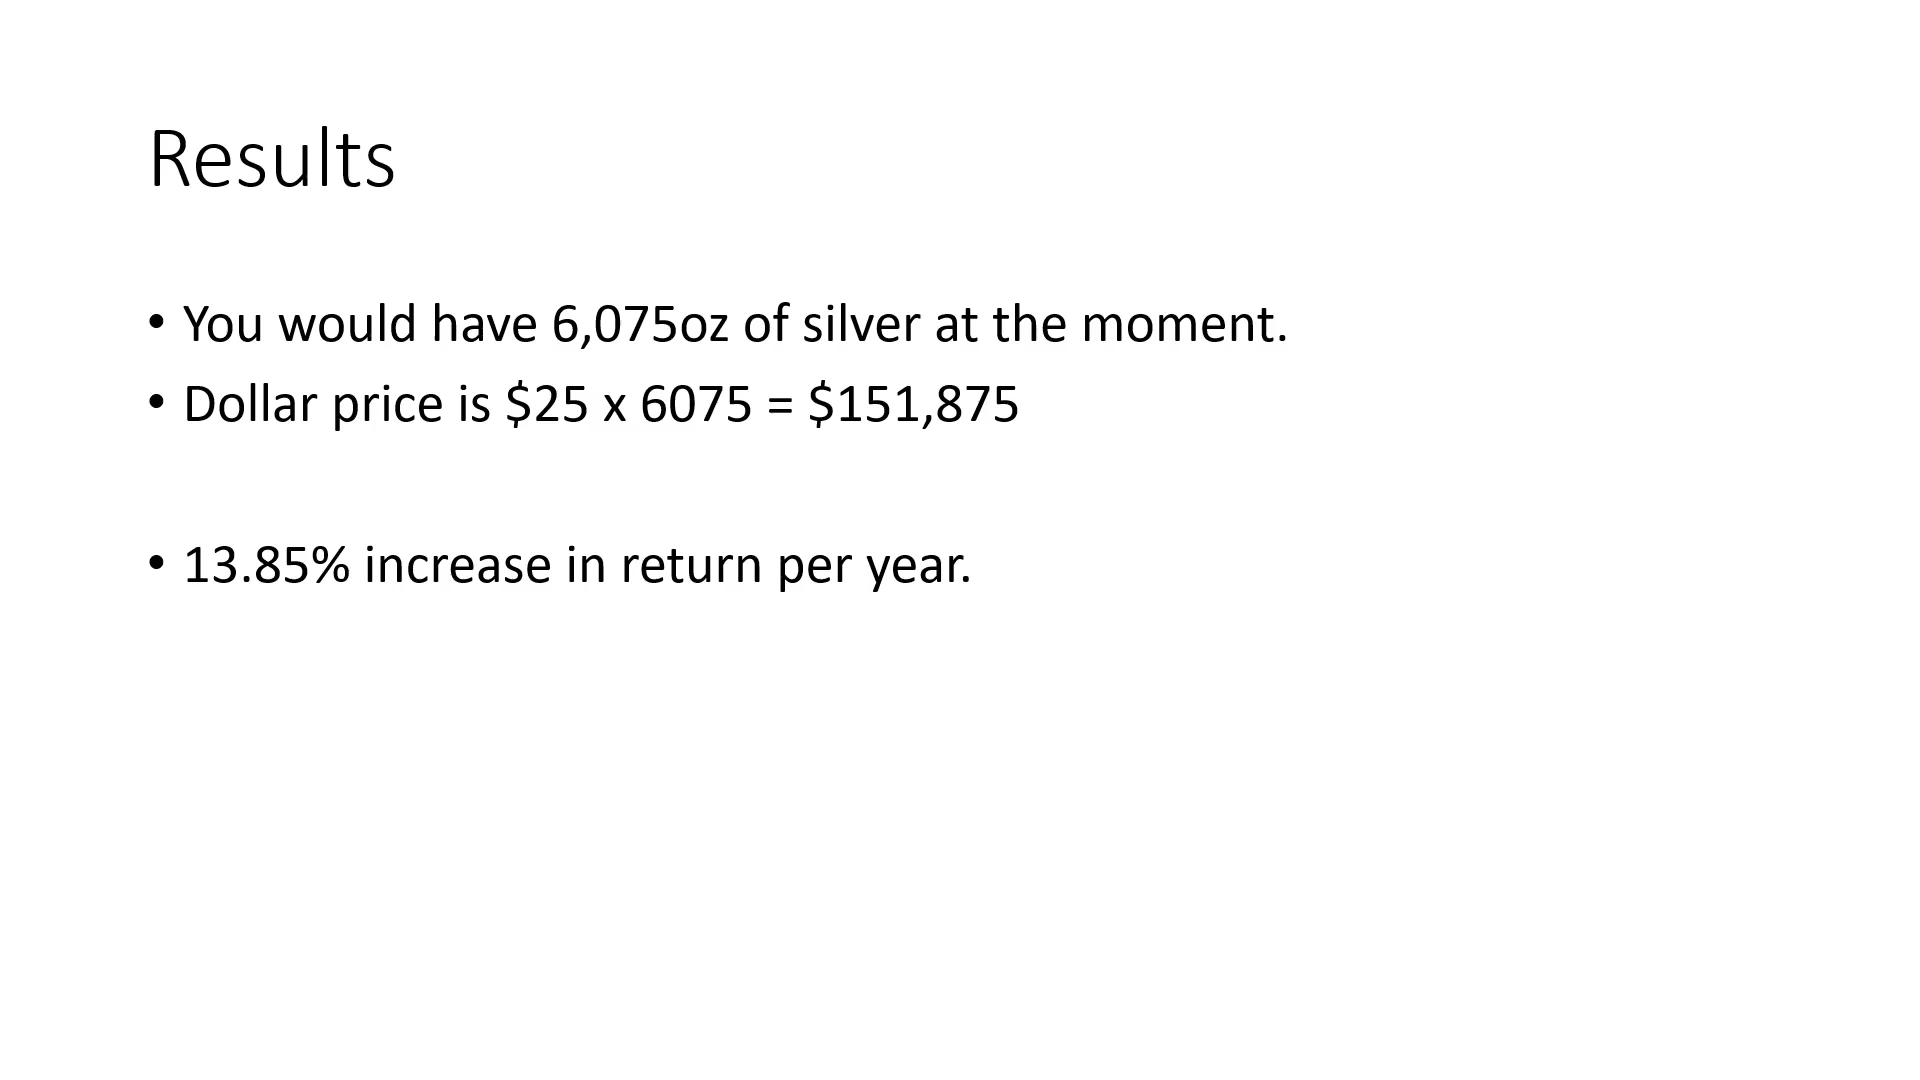 Results
• You would have 6,075oz of silver at the moment.
• Dollar price is $25 x 6075 = $151,875
• 13.85% increase in return per year.